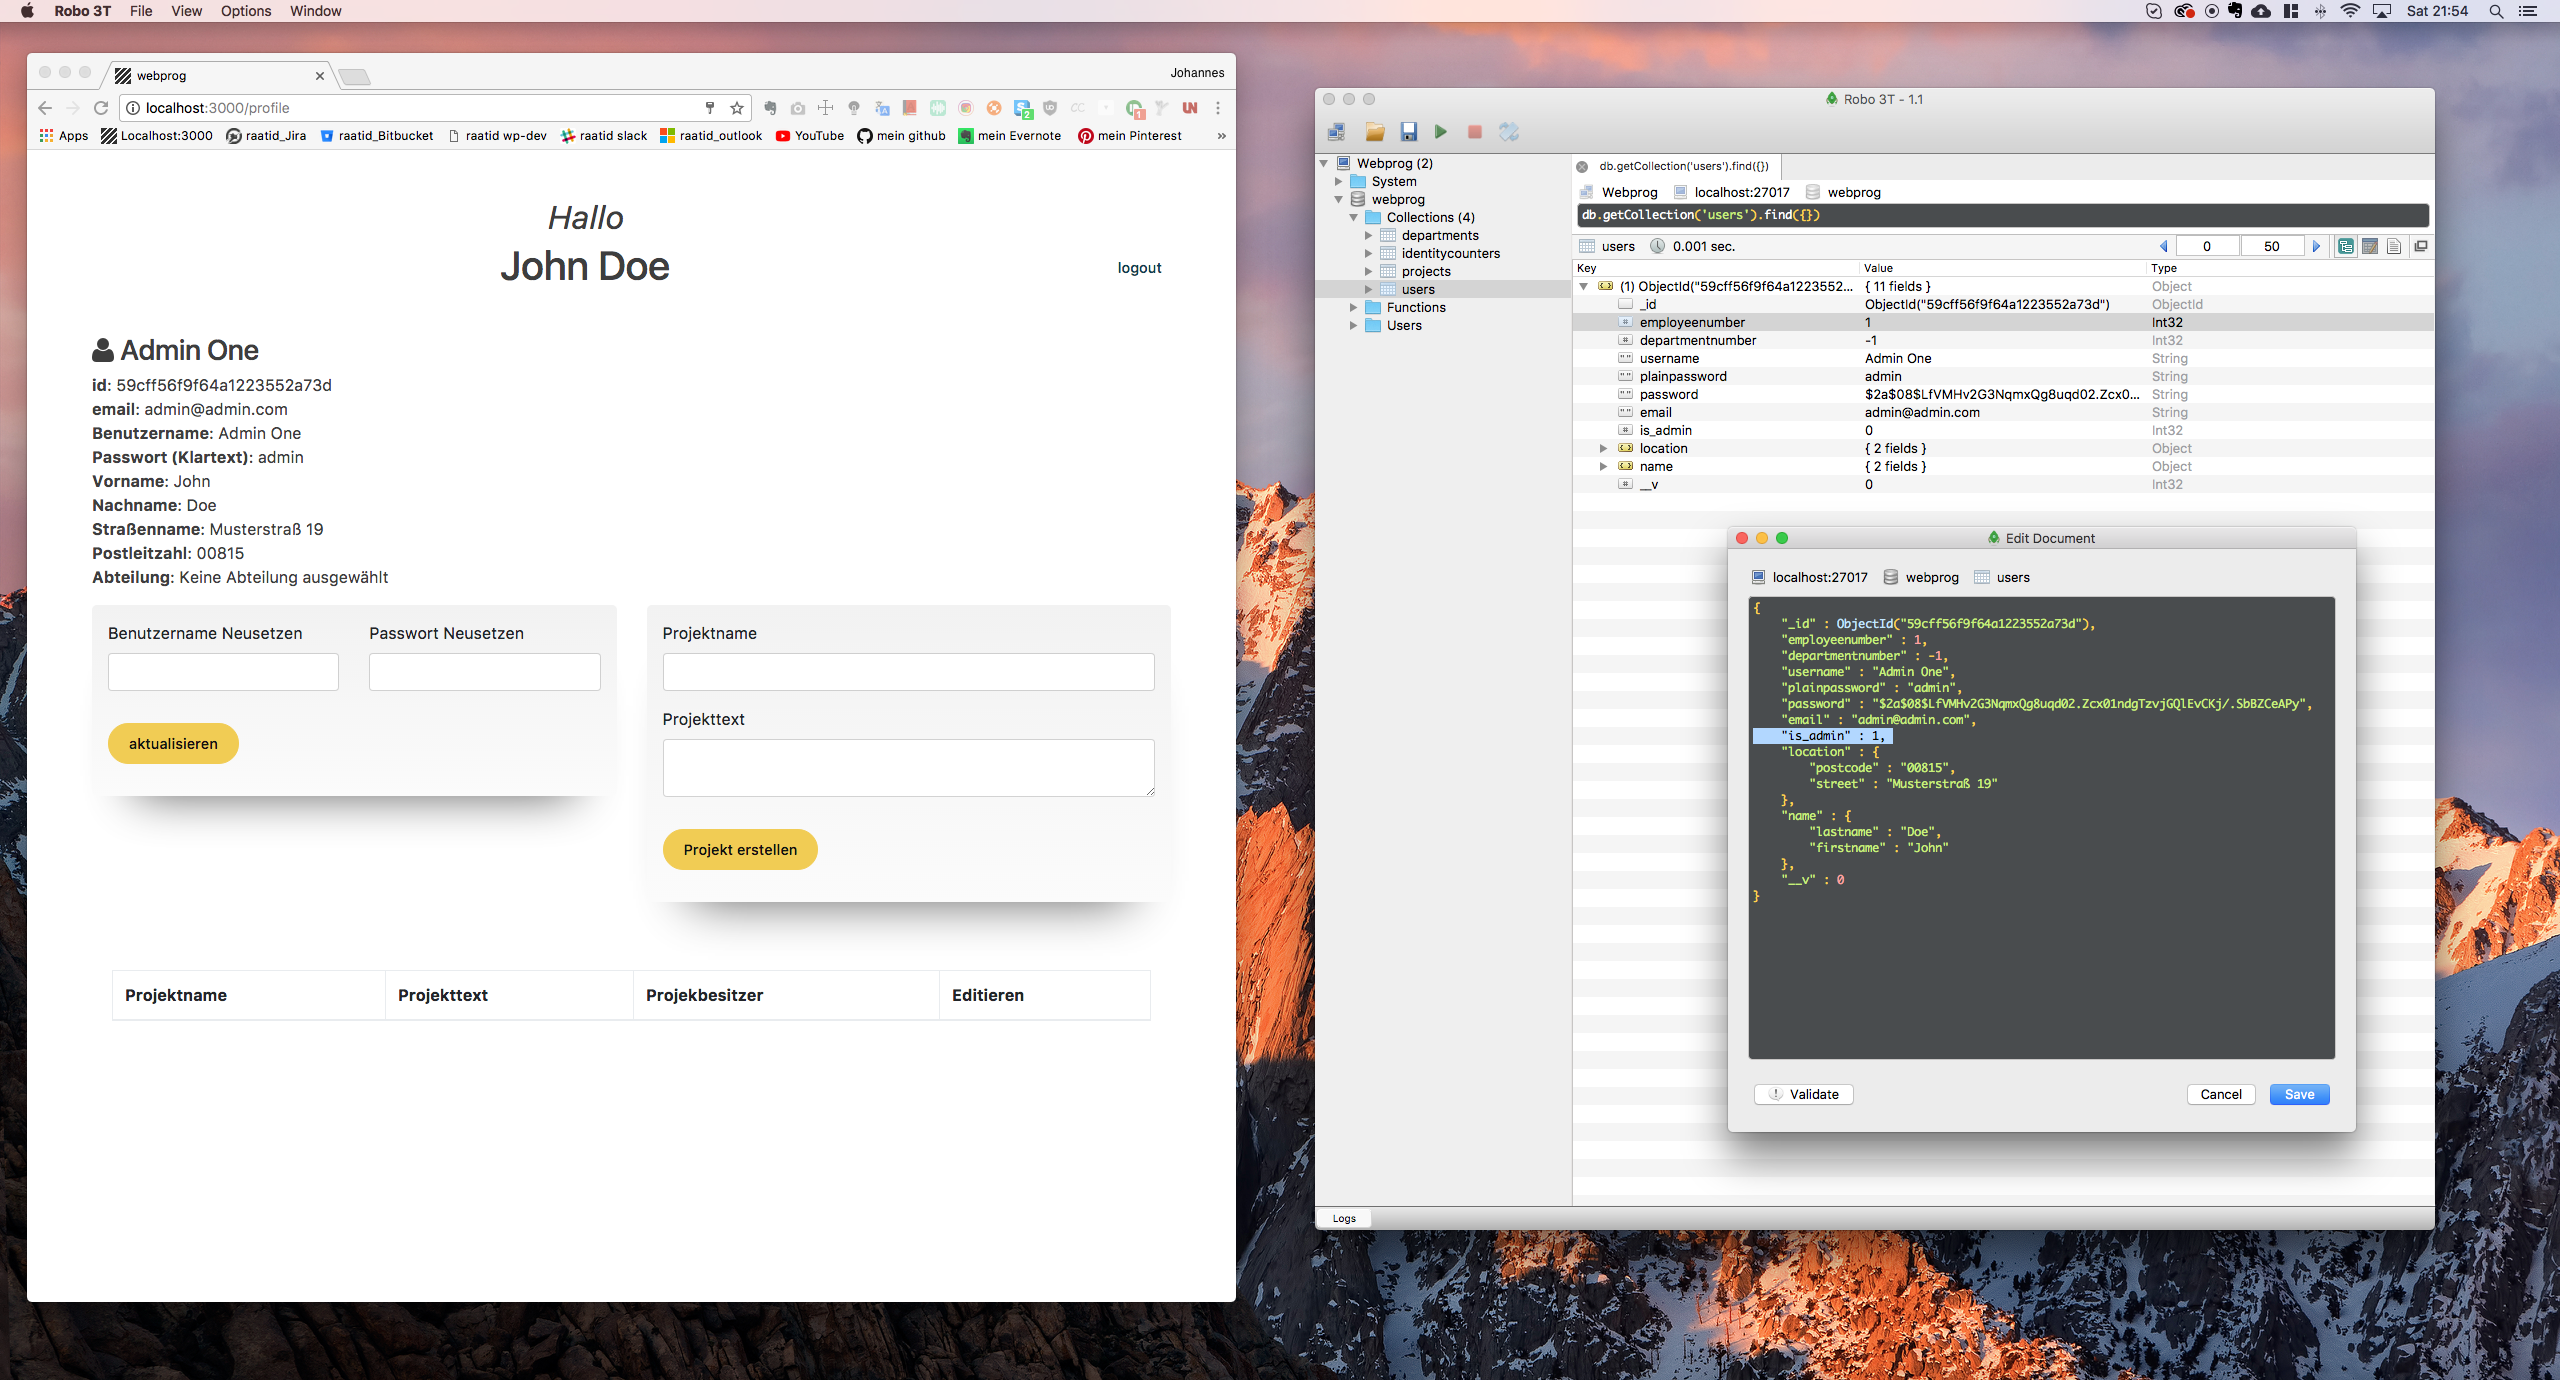 Robo 3T File View Options Window
Sat 21:54
webprog
Johannes
localhost:3000/profile
Apps Localhost:3000 raatid_Jira raatid_Bitbucket raatid wp-dev raatid slack raatid_outlook YouTube mein github mein Evernote mein Pinterest »
Hallo
John Doe
logout
Admin One
id: 59cff56f9f64a1223552a73d
email: admin@admin.com
Benutzername: Admin One
Passwort (Klartext): admin
Vorname: John
Nachname: Doe
Straßenname: Musterstraß 19
Postleitzahl: 00815
Abteilung: Keine Abteilung ausgewählt
Benutzername Neusetzen Passwort Neusetzen
aktualisieren
Projektname
Projekttext
Projekt erstellen
Projektname Projekttext Projekbesitzer Editieren
Robo 3T - 1.1
Webprog (2)
System
webprog
Collections (4)
departments
identitycounters
projects
users
Functions
Users
db.getCollection('users').find({})
Webprog localhost:27017 webprog
db.getCollection('users').find({})
users 0.001 sec. 0 50
Key Value Type
(1) ObjectId("59cff56f9f64a1223552... { 11 fields } Object
_id ObjectId("59cff56f9f64a1223552a73d") ObjectId
employeenumber 1 Int32
departmentnumber -1 Int32
username Admin One String
plainpassword admin String
password $2a$08$LfVMHv2G3NqmxQg8uqd02.Zcx0... String
email admin@admin.com String
is_admin 0 Int32
location { 2 fields } Object
name { 2 fields } Object
__v 0 Int32
Edit Document
localhost:27017 webprog users
{
"_id" : ObjectId("59cff56f9f64a1223552a73d"),
"employeenumber" : 1,
"departmentnumber" : -1,
"username" : "Admin One",
"plainpassword" : "admin",
"password" : "$2a$08$LfVMHv2G3NqmxQg8uqd02.Zcx01ndgTzvjGQlEvCKj/.SbBZCeAPy",
"email" : "admin@admin.com",
"is_admin" : 1,
"location" : {
"postcode" : "00815",
"street" : "Musterstraß 19"
},
"name" : {
"lastname" : "Doe",
"firstname" : "John"
},
"__v" : 0
}
Validate Cancel Save
Logs